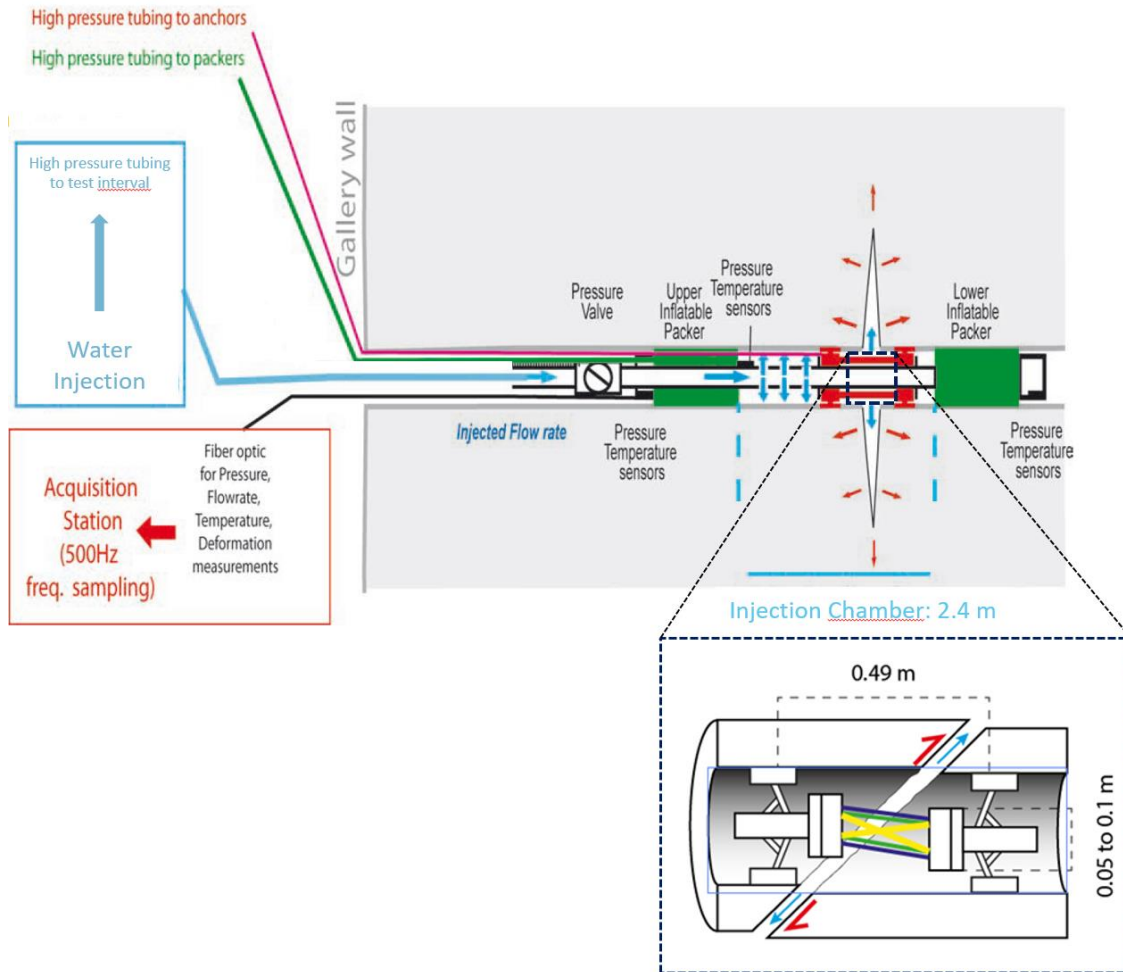 High pressure tubing to anchors
High pressure tubing to packers
High pressure tubing
to test interval
Water
Injection
Gallery wall
Pressure
Valve
Upper
Inflatable
Packer
Pressure
Temperature
sensors
Lower
Inflatable
Packer
Injected Flow rate
Pressure
Temperature
sensors
Pressure
Temperature
sensors
Acquisition
Station
(500Hz
freq. sampling)
Fiber optic
for Pressure,
Flowrate,
Temperature,
Deformation
measurements
Injection Chamber: 2.4 m
0.49 m
0.05 to 0.1 m